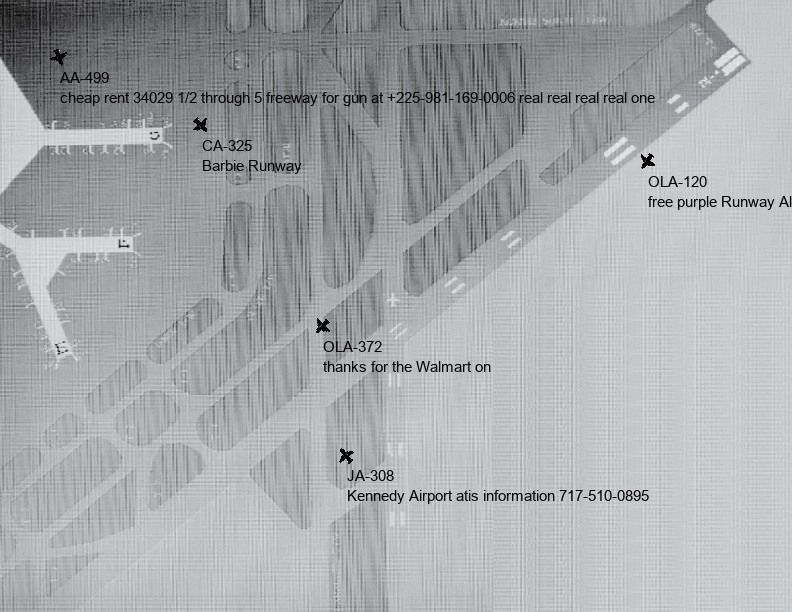 AA-499
cheap rent 34029 1/2 through 5 freeway for gun at +225-981-169-0006 real real real real one
CA-325
Barbie Runway
OLA-120
free purple Runway Al
OLA-372
thanks for the Walmart on
JA-308
Kennedy Airport atis information 717-510-0895